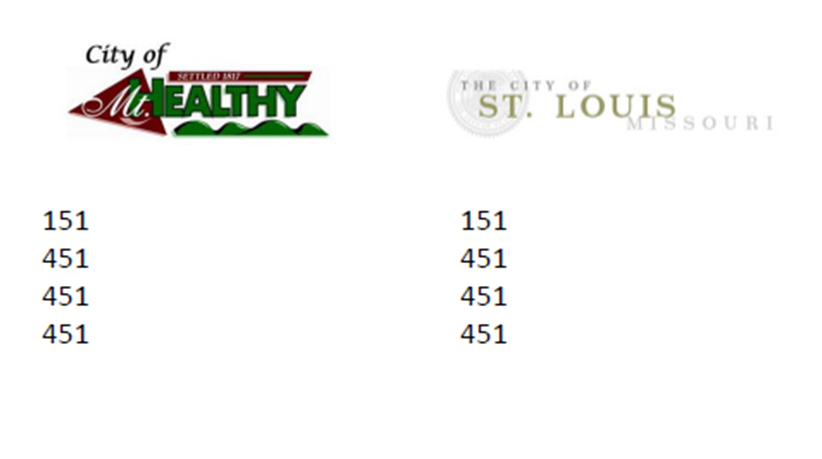 City of
SETTLED 1817
Mt. HEALTHY
THE CITY OF
ST. LOUIS
MISSOURI
151
451
451
451
151
451
451
451